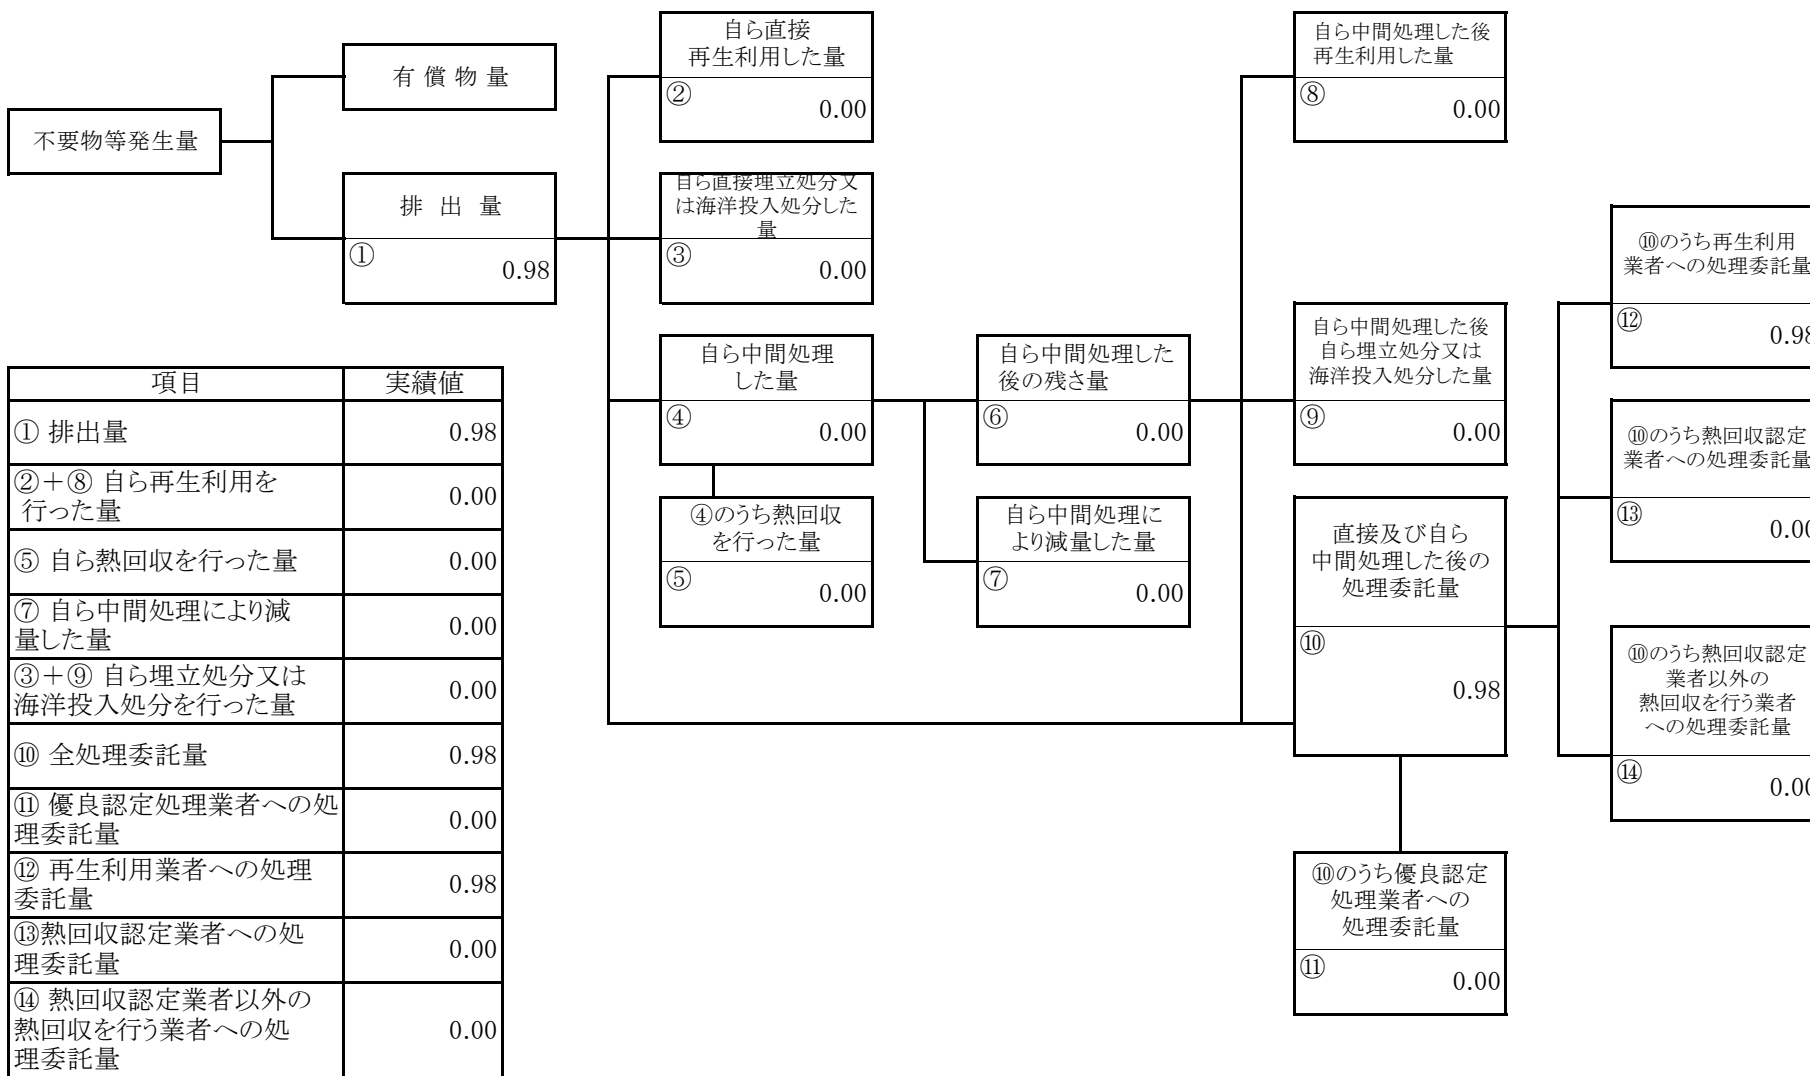 不要物等発生量
有償物量
排出量
①
0.98
自ら直接
再生利用した量
②
0.00
自ら直接埋立処分又
は海洋投入処分した
量
③
0.00
自ら中間処理
した量
④
0.00
④のうち熱回収
を行った量
⑤
0.00
自ら中間処理した
後の残さ量
⑥
0.00
自ら中間処理に
より減量した量
⑦
0.00
自ら中間処理した後
再生利用した量
⑧
0.00
自ら中間処理した後
自ら埋立処分又は
海洋投入処分した量
⑨
0.00
直接及び自ら
中間処理した後の
処理委託量
⑩
0.98
⑩のうち優良認定
処理業者への
処理委託量
⑪
0.00
⑩のうち再生利用
業者への処理委託量
⑫
0.98
⑩のうち熱回収認定
業者への処理委託量
⑬
0.00
⑩のうち熱回収認定
業者以外の
熱回収を行う業者
への処理委託量
⑭
0.00
項目 実績値
① 排出量 0.98
②＋⑧ 自ら再生利用を
行った量 0.00
⑤ 自ら熱回収を行った量 0.00
⑦ 自ら中間処理により減
量した量 0.00
③＋⑨ 自ら埋立処分又は
海洋投入処分を行った量 0.00
⑩ 全処理委託量 0.98
⑪ 優良認定処理業者への処
理委託量 0.00
⑫ 再生利用業者への処理
委託量 0.98
⑬熱回収認定業者への処
理委託量 0.00
⑭ 熱回収認定業者以外の
熱回収を行う業者への処
理委託量 0.00